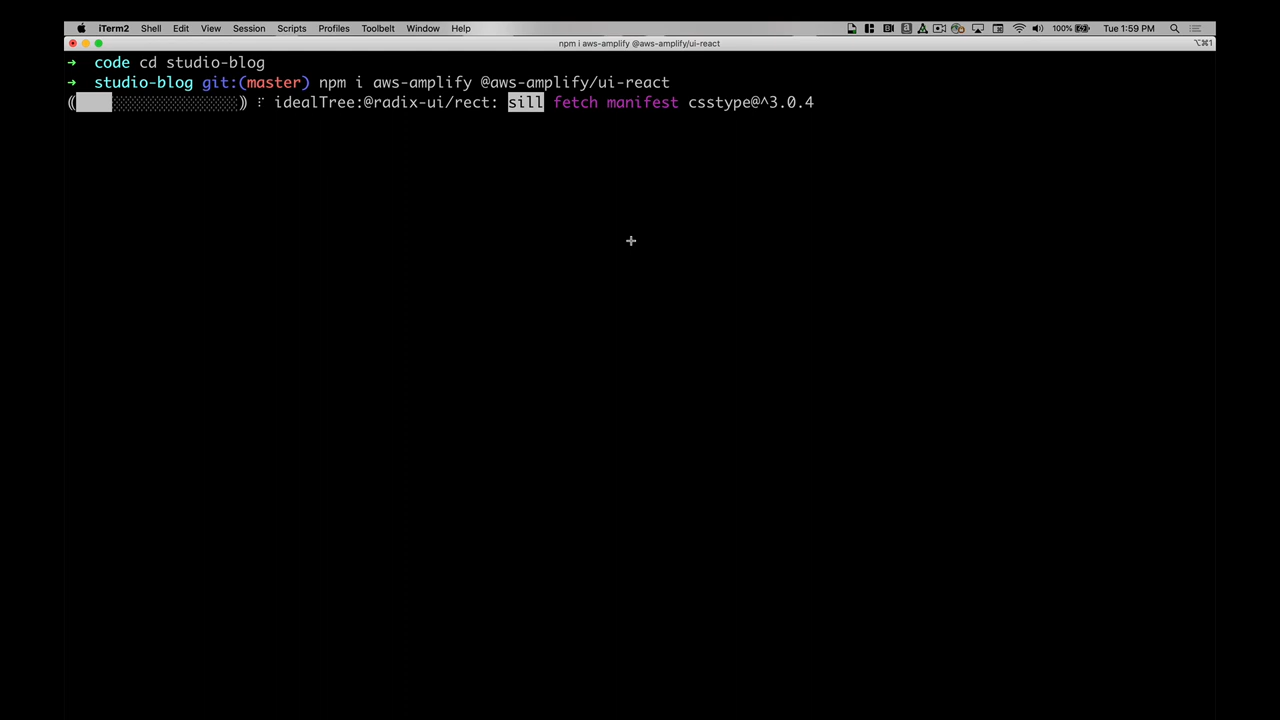 iTerm2 Shell Edit View Session Scripts Profiles Toolbelt Window Help 100% Tue 1:59 PM
npm i aws-amplify @aws-amplify/ui-react ⌥⌘1
➜ code cd studio-blog
➜ studio-blog git:(master) npm i aws-amplify @aws-amplify/ui-react
(████░░░░░░░░░░░░░░) ⠏ idealTree:@radix-ui/rect: sill fetch manifest csstype@^3.0.4